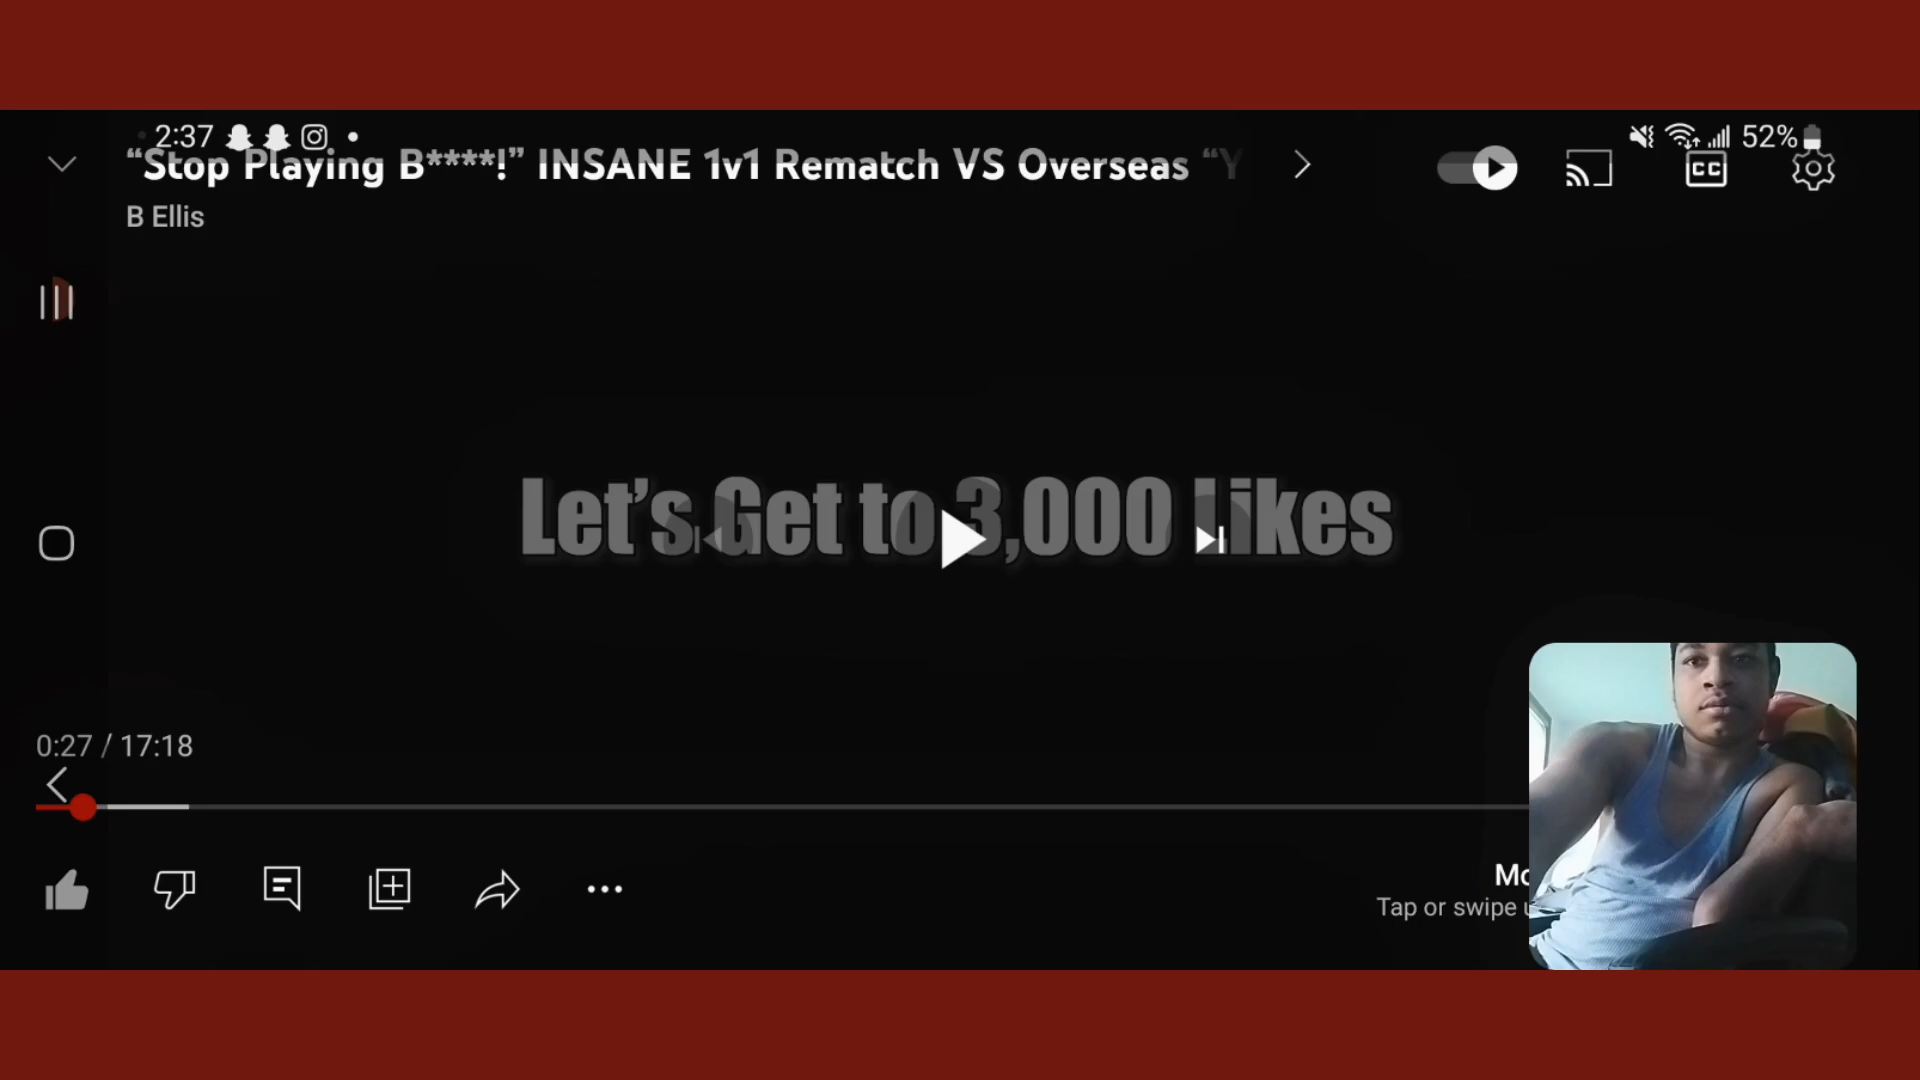 2:37
52%
“Stop Playing B****!” INSANE 1v1 Rematch VS Overseas “Y
CC
B Ellis
Let’s Get to 3,000 Likes
0:27 / 17:18
Tap or swipe